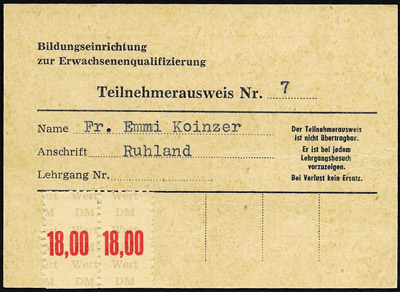 Bildungseinrichtung
zur Erwachsenenqualifizierung
Teilnehmerausweis Nr. 7
Name Fr. Emmi Koinzer
Anschrift Ruhland
Lehrgang Nr.
Der Teilnehmerausweis
ist nicht übertragbar.
Er ist bei jedem
Lehrgangsbesuch
vorzuzeigen.
Bei Verlust kein Ersatz.
Wert Wert
DM DM
18,00 18,00
Wert Wert
DM DM